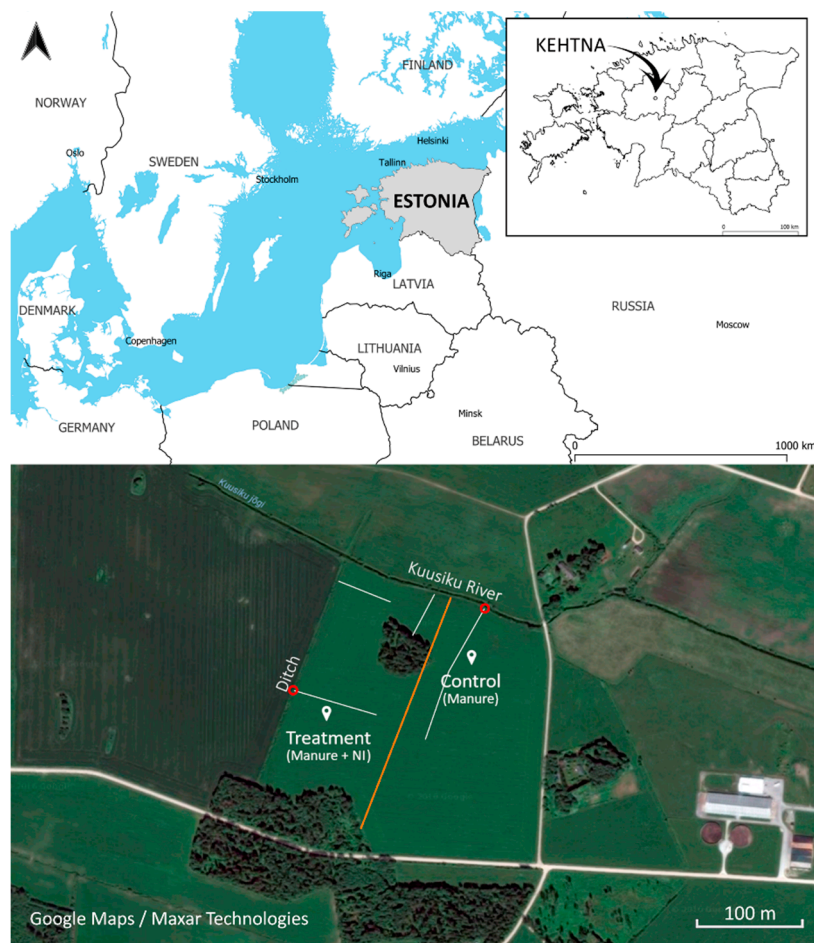 KEHTNA
0 100 km
NORWAY
FINLAND
Oslo
SWEDEN
Stockholm
Helsinki
Tallinn
ESTONIA
Riga
LATVIA
DENMARK
Copenhagen
LITHUANIA
Vilnius
RUSSIA
Moscow
GERMANY
POLAND
Minsk
BELARUS
0 1000 km
Kuusiku jõgi
Kuusiku River
Ditch
Control
(Manure)
Treatment
(Manure + NI)
Google Maps / Maxar Technologies
100 m